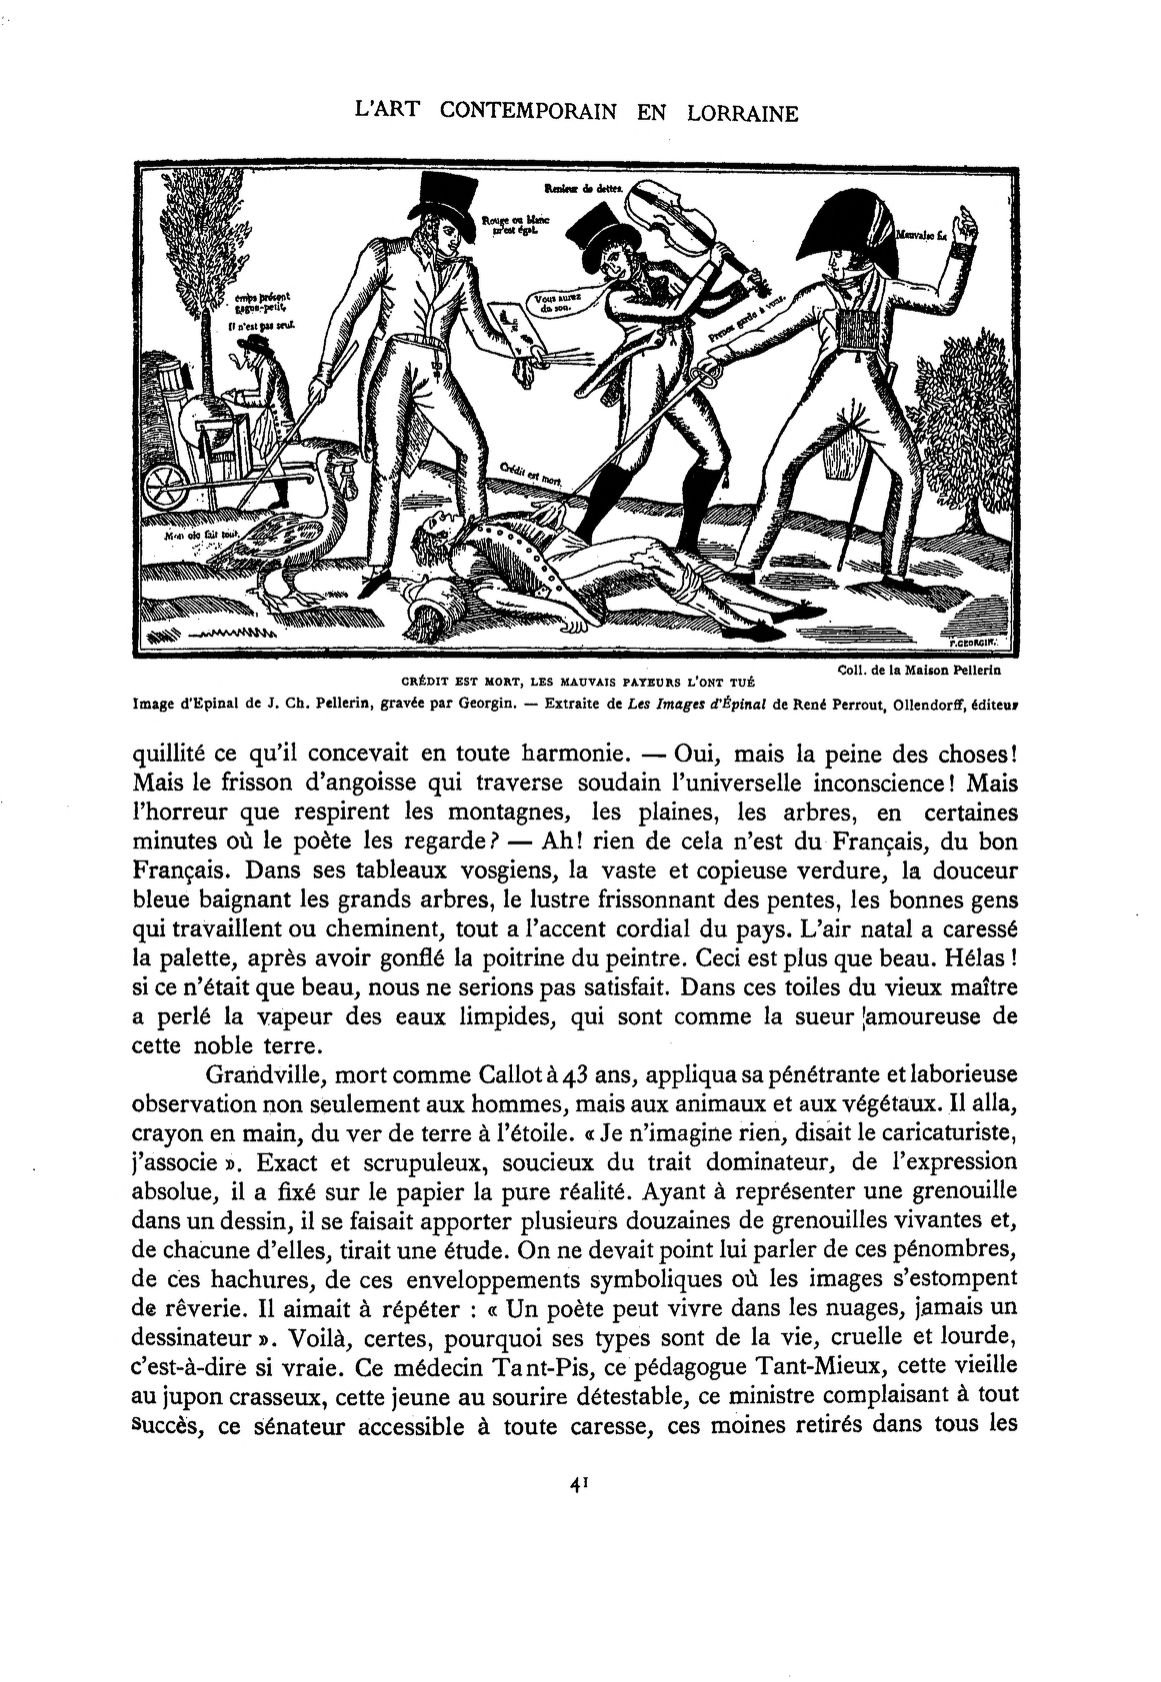 L'ART CONTEMPORAIN EN LORRAINE
Renieur de dettes.
Rouge ou blanc
m'est égal.
Mauvaise foi
Vous aurez
du son.
Prenez garde à vous.
temps présent
gagne-petit,
Il n'est pas seul.
Crédit est mort.
Mon oie fait tout.
F. GEORGIN.
Coll. de la Maison Pellerin
CRÉDIT EST MORT, LES MAUVAIS PAYEURS L'ONT TUÉ
Image d'Epinal de J. Ch. Pellerin, gravée par Georgin. — Extraite de Les Images d'Épinal de René Perrout, Ollendorff, éditeur
quillité ce qu'il concevait en toute harmonie. — Oui, mais la peine des choses!
Mais le frisson d'angoisse qui traverse soudain l'universelle inconscience! Mais
l'horreur que respirent les montagnes, les plaines, les arbres, en certaines
minutes où le poète les regarde? — Ah! rien de cela n'est du Français, du bon
Français. Dans ses tableaux vosgiens, la vaste et copieuse verdure, la douceur
bleue baignant les grands arbres, le lustre frissonnant des pentes, les bonnes gens
qui travaillent ou cheminent, tout a l'accent cordial du pays. L'air natal a caressé
la palette, après avoir gonflé la poitrine du peintre. Ceci est plus que beau. Hélas !
si ce n'était que beau, nous ne serions pas satisfait. Dans ces toiles du vieux maître
a perlé la vapeur des eaux limpides, qui sont comme la sueur amoureuse de
cette noble terre.
Grandville, mort comme Callot à 43 ans, appliqua sa pénétrante et laborieuse
observation non seulement aux hommes, mais aux animaux et aux végétaux. Il alla,
crayon en main, du ver de terre à l'étoile. « Je n'imagine rien, disait le caricaturiste,
j'associe ». Exact et scrupuleux, soucieux du trait dominateur, de l'expression
absolue, il a fixé sur le papier la pure réalité. Ayant à représenter une grenouille
dans un dessin, il se faisait apporter plusieurs douzaines de grenouilles vivantes et,
de chacune d'elles, tirait une étude. On ne devait point lui parler de ces pénombres,
de ces hachures, de ces enveloppements symboliques où les images s'estompent
de rêverie. Il aimait à répéter : « Un poète peut vivre dans les nuages, jamais un
dessinateur ». Voilà, certes, pourquoi ses types sont de la vie, cruelle et lourde,
c'est-à-dire si vraie. Ce médecin Tant-Pis, ce pédagogue Tant-Mieux, cette vieille
au jupon crasseux, cette jeune au sourire détestable, ce ministre complaisant à tout
succès, ce sénateur accessible à toute caresse, ces moines retirés dans tous les
41